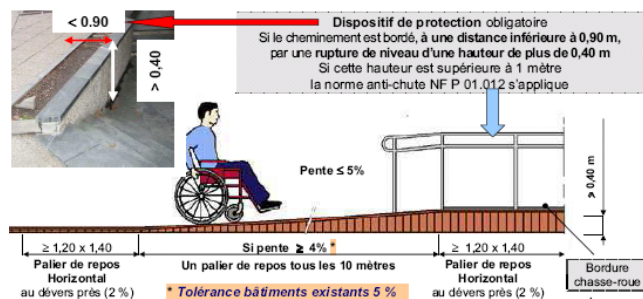 < 0.90
> 0,40
Dispositif de protection obligatoire
Si le cheminement est bordé, à une distance inférieure à 0,90 m,
par une rupture de niveau d'une hauteur de plus de 0,40 m
Si cette hauteur est supérieure à 1 mètre
la norme anti-chute NF P 01.012 s'applique
Pente ≤ 5%
≥ 0,40 m
≥ 1,20 x 1,40
Palier de repos
Horizontal
au dévers près (2 %)
Si pente ≥ 4% *
Un palier de repos tous les 10 mètres
* Tolérance bâtiments existants 5 %
≥ 1,20 x 1,40
Palier de repos
Horizontal
au dévers près (2 %)
Bordure
chasse-roue